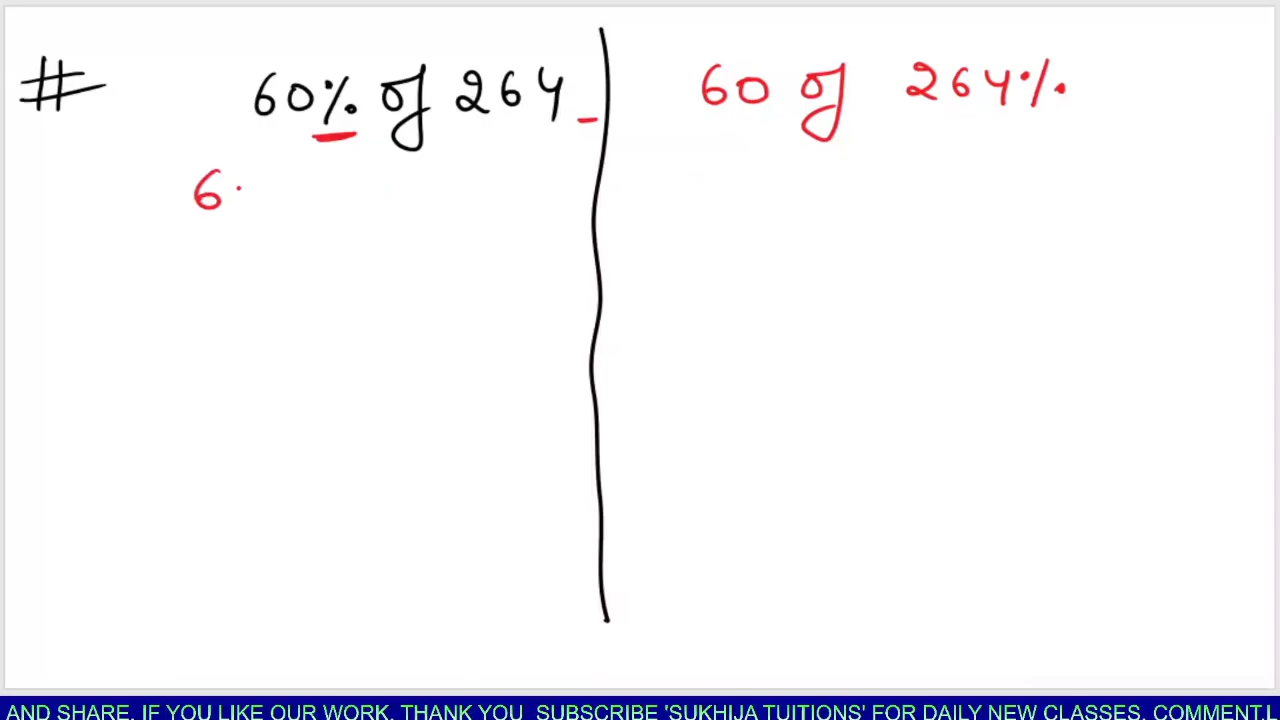 # 60% of 264
60 of 264%
6.
AND SHARE. IF YOU LIKE OUR WORK. THANK YOU SUBSCRIBE 'SUKHIJA TUITIONS' FOR DAILY NEW CLASSES. COMMENT.L